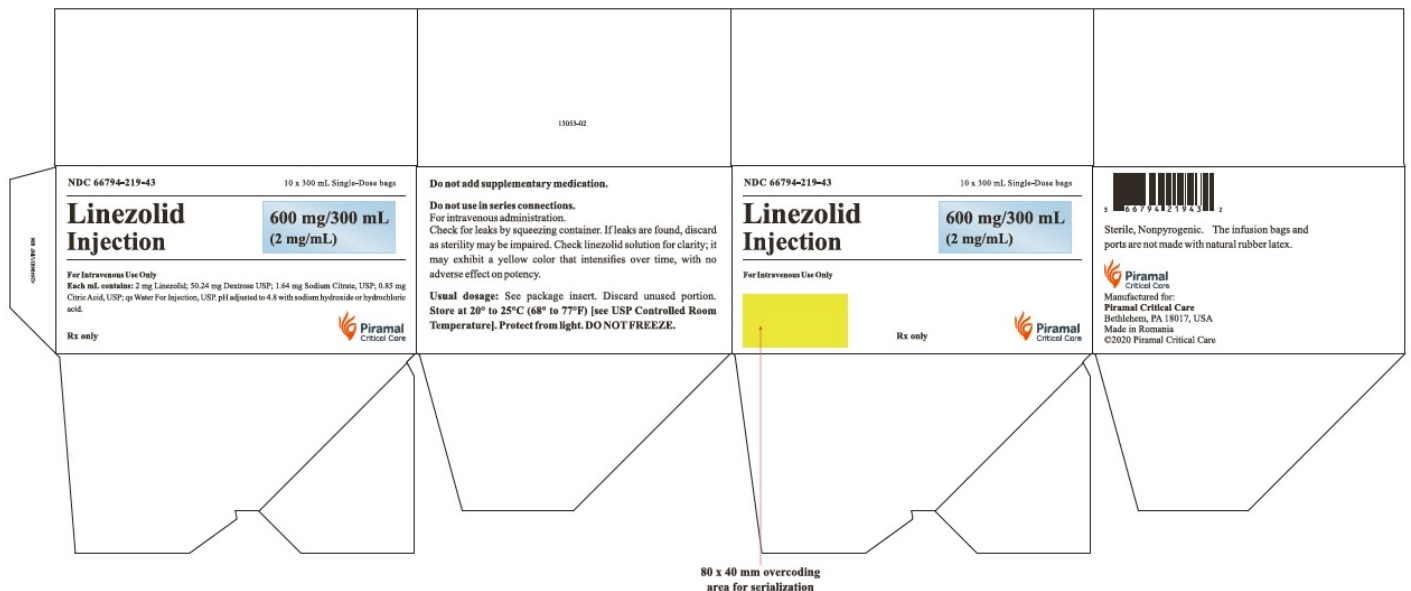 13053-02
NDC 66794-219-43
10 x 300 mL Single-Dose bags
Linezolid
Injection
600 mg/300 mL
(2 mg/mL)
For Intravenous Use Only
Each mL contains: 2 mg Linezolid; 50.24 mg Dextrose USP; 1.64 mg Sodium Citrate, USP; 0.85 mg
Citric Acid, USP; qs Water For Injection, USP. pH adjusted to 4.8 with sodium hydroxide or hydrochloric
acid.
Rx only
Piramal
Critical Care
Do not add supplementary medication.
Do not use in series connections.
For intravenous administration.
Check for leaks by squeezing container. If leaks are found, discard
as sterility may be impaired. Check linezolid solution for clarity; it
may exhibit a yellow color that intensifies over time, with no
adverse effect on potency.
Usual dosage: See package insert. Discard unused portion.
Store at 20° to 25°C (68° to 77°F) [see USP Controlled Room
Temperature]. Protect from light. DO NOT FREEZE.
NDC 66794-219-43
10 x 300 mL Single-Dose bags
Linezolid
Injection
600 mg/300 mL
(2 mg/mL)
For Intravenous Use Only
Rx only
Piramal
Critical Care
80 x 40 mm overcoding
area for serialization
3 66794 21943 2
Sterile, Nonpyrogenic. The infusion bags and
ports are not made with natural rubber latex.
Piramal
Critical Care
Manufactured for:
Piramal Critical Care
Bethlehem, PA 18017, USA
Made in Romania
©2020 Piramal Critical Care